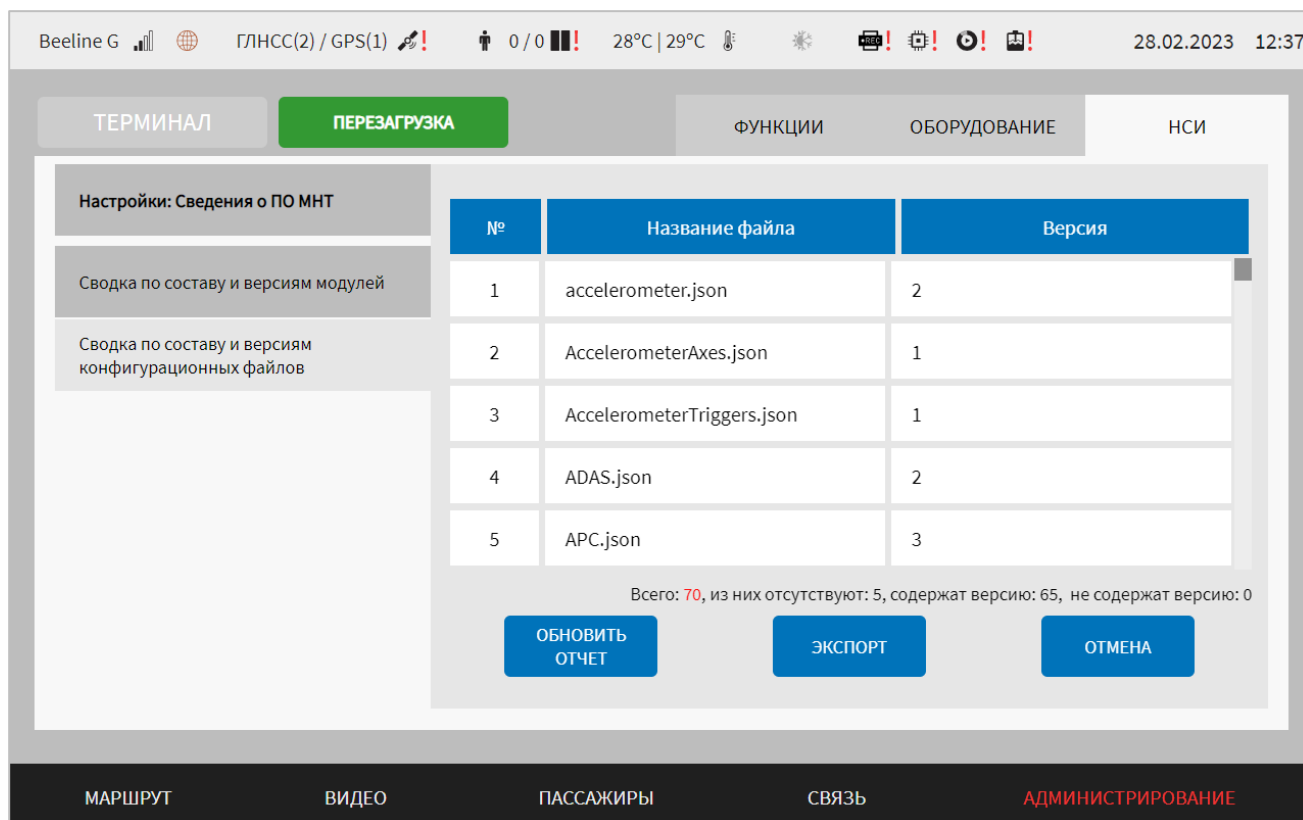 Beeline G ГЛНСС(2) / GPS(1) ! 0 / 0 ! 28°C | 29°C REC ! ! ! ! 28.02.2023 12:37
ТЕРМИНАЛ ПЕРЕЗАГРУЗКА ФУНКЦИИ ОБОРУДОВАНИЕ НСИ
Настройки: Сведения о ПО МНТ
Сводка по составу и версиям модулей
Сводка по составу и версиям
конфигурационных файлов
№ Название файла Версия
1 accelerometer.json 2
2 AccelerometerAxes.json 1
3 AccelerometerTriggers.json 1
4 ADAS.json 2
5 APC.json 3
Всего: 70, из них отсутствуют: 5, содержат версию: 65, не содержат версию: 0
ОБНОВИТЬ
ОТЧЕТ
ЭКСПОРТ
ОТМЕНА
МАРШРУТ ВИДЕО ПАССАЖИРЫ СВЯЗЬ АДМИНИСТРИРОВАНИЕ